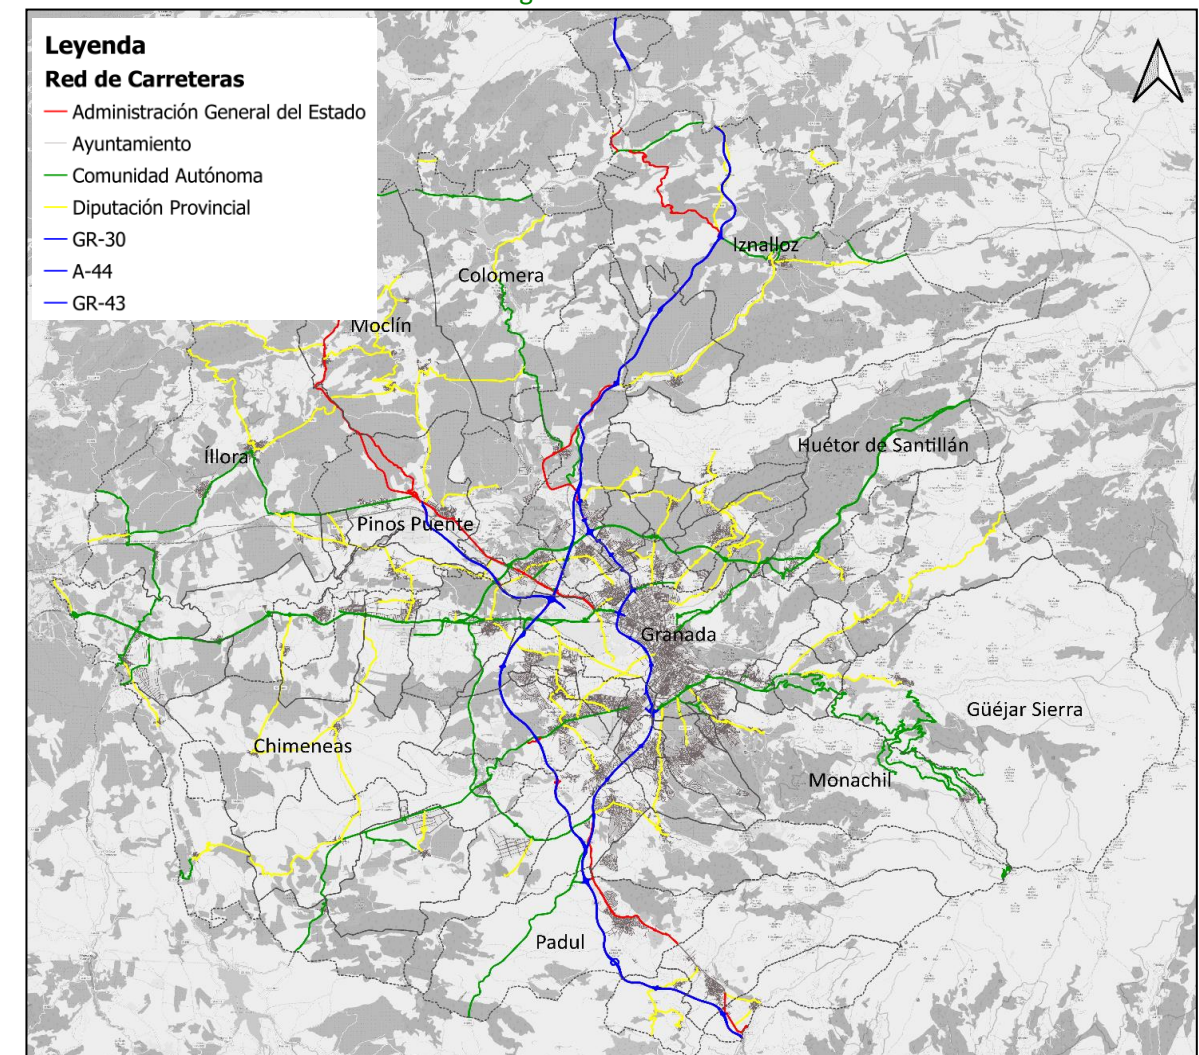 Leyenda
Red de Carreteras
Administración General del Estado
Ayuntamiento
Comunidad Autónoma
Diputación Provincial
GR-30
A-44
GR-43
Iznalloz
Colomera
Moclín
Huétor de Santillán
Íllora
Pinos Puente
Granada
Güéjar Sierra
Chimeneas
Monachil
Padul